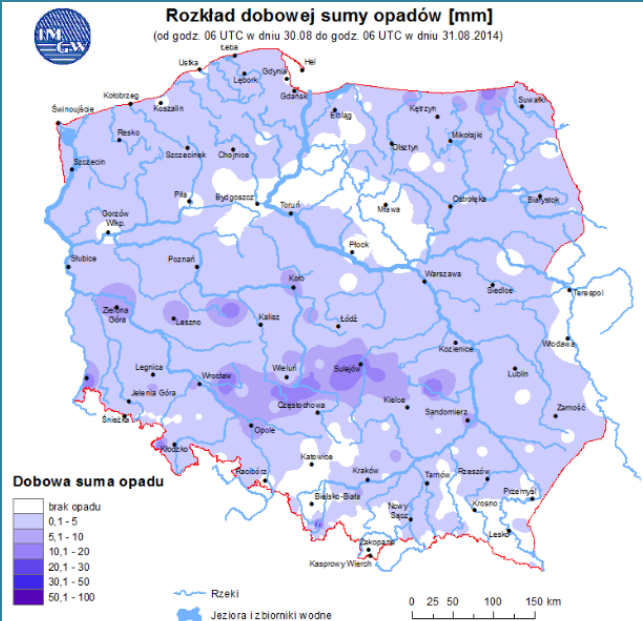 IM
GW
Rozkład dobowej sumy opadów [mm]
(od godz. 06 UTC w dniu 30.08 do godz. 06 UTC w dniu 31.08.2014)
Łeba
Ustka
Hel
Lębork
Gdynia
Gdańsk
Kołobrzeg
Koszalin
Świnoujście
Elbląg
Kętrzyn
Suwałki
Resko
Szczecinek
Chojnice
Olsztyn
Mikołajki
Szczecin
Piła
Bydgoszcz
Toruń
Mława
Ostrołęka
Białystok
Gorzów
Wlkp.
Płock
Słubice
Poznań
Koło
Warszawa
Siedlce
Terespol
Zielona
Góra
Leszno
Kalisz
Łódź
Kozienice
Włodawa
Legnica
Wrocław
Wieluń
Sulejów
Lublin
Jelenia Góra
Częstochowa
Kielce
Sandomierz
Zamość
Śnieżka
Opole
Kłodzko
Katowice
Racibórz
Kraków
Tarnów
Rzeszów
Bielsko-Biała
Nowy
Sącz
Krosno
Przemyśl
Lesko
Zakopane
Kasprowy Wierch
Dobowa suma opadu
brak opadu
0,1 - 5
5,1 - 10
10,1 - 20
20,1 - 30
30,1 - 50
50,1 - 100
Rzeki
Jeziora i zbiorniki wodne
0 25 50 100 150 km